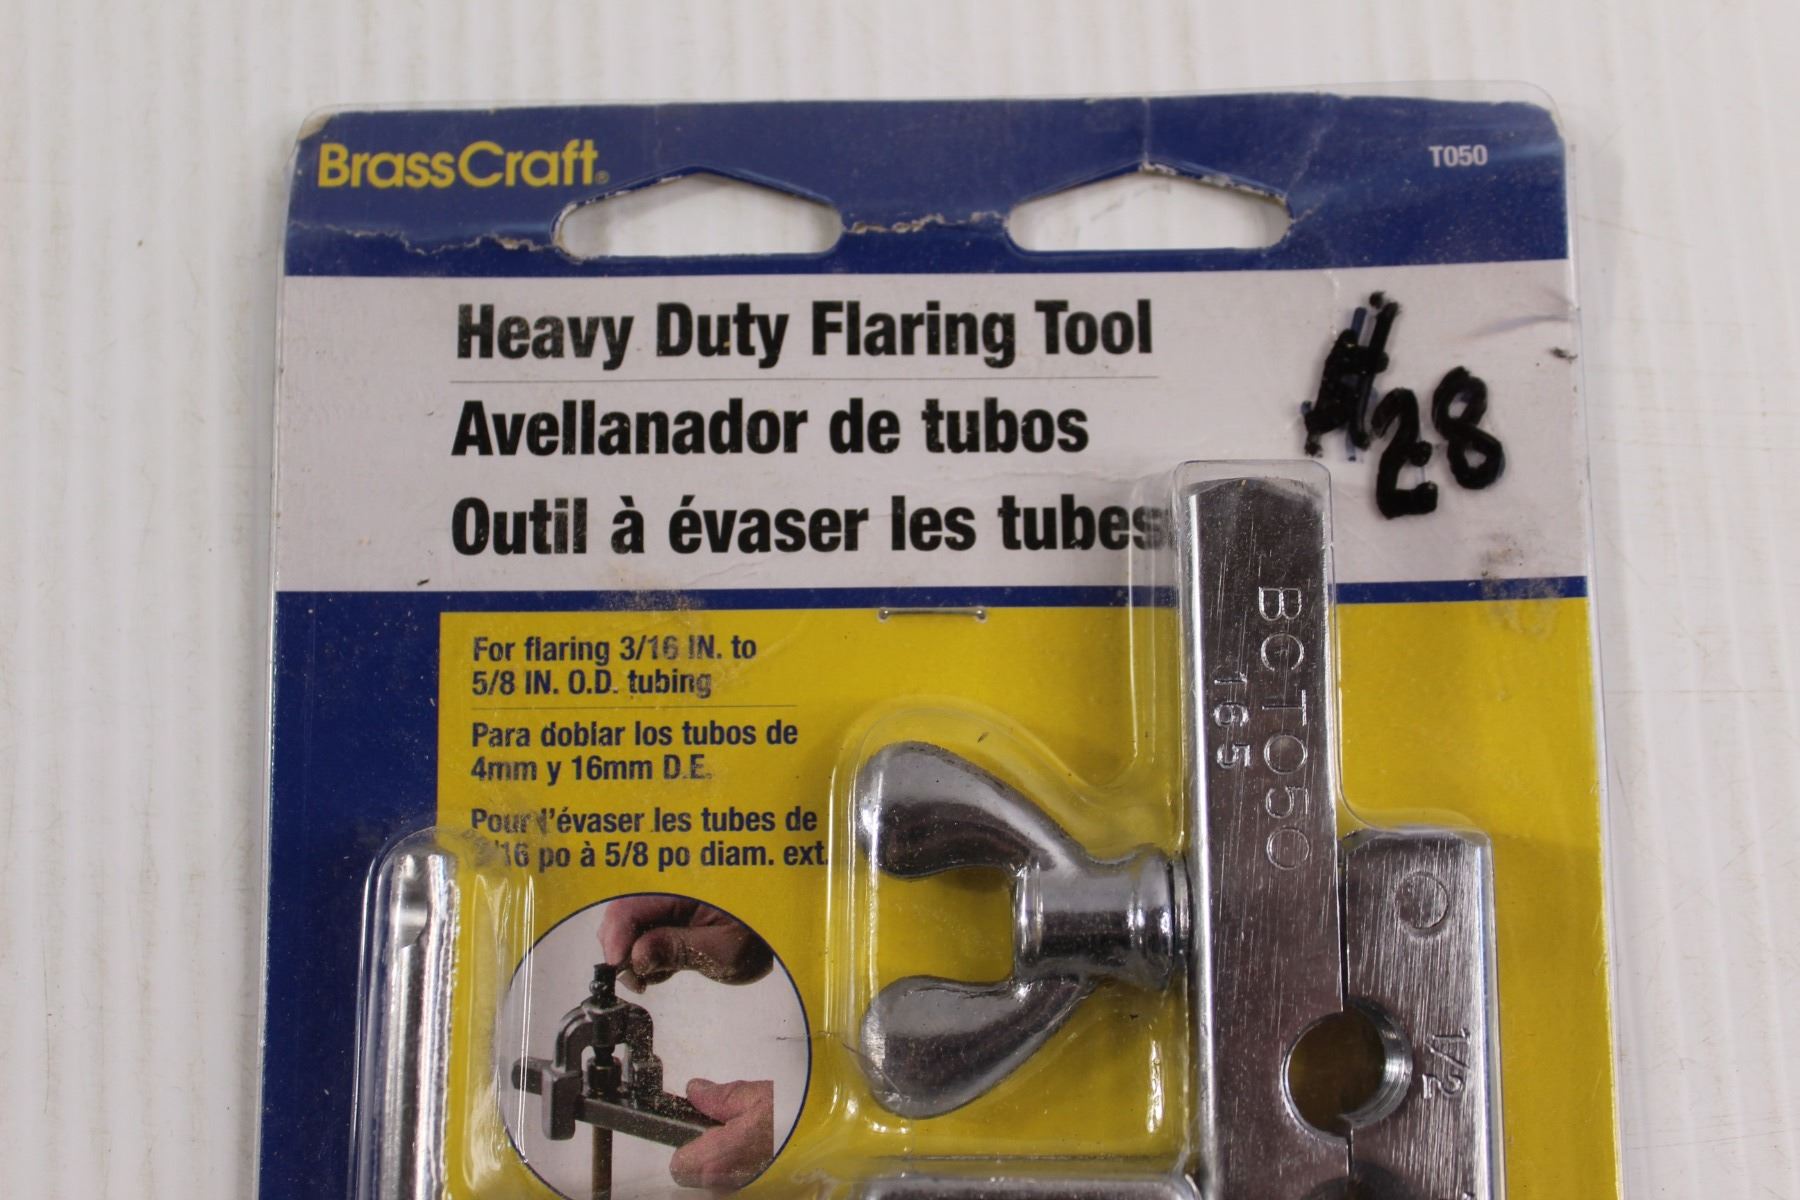 BrassCraft®
T050
Heavy Duty Flaring Tool
Avellanador de tubos
Outil à évaser les tubes
28
For flaring 3/16 IN. to
5/8 IN. O.D. tubing
Para doblar los tubos de
4mm y 16mm D.E.
Pour l'évaser les tubes de
3/16 po à 5/8 po diam. ext.
BCT050
165
1/2